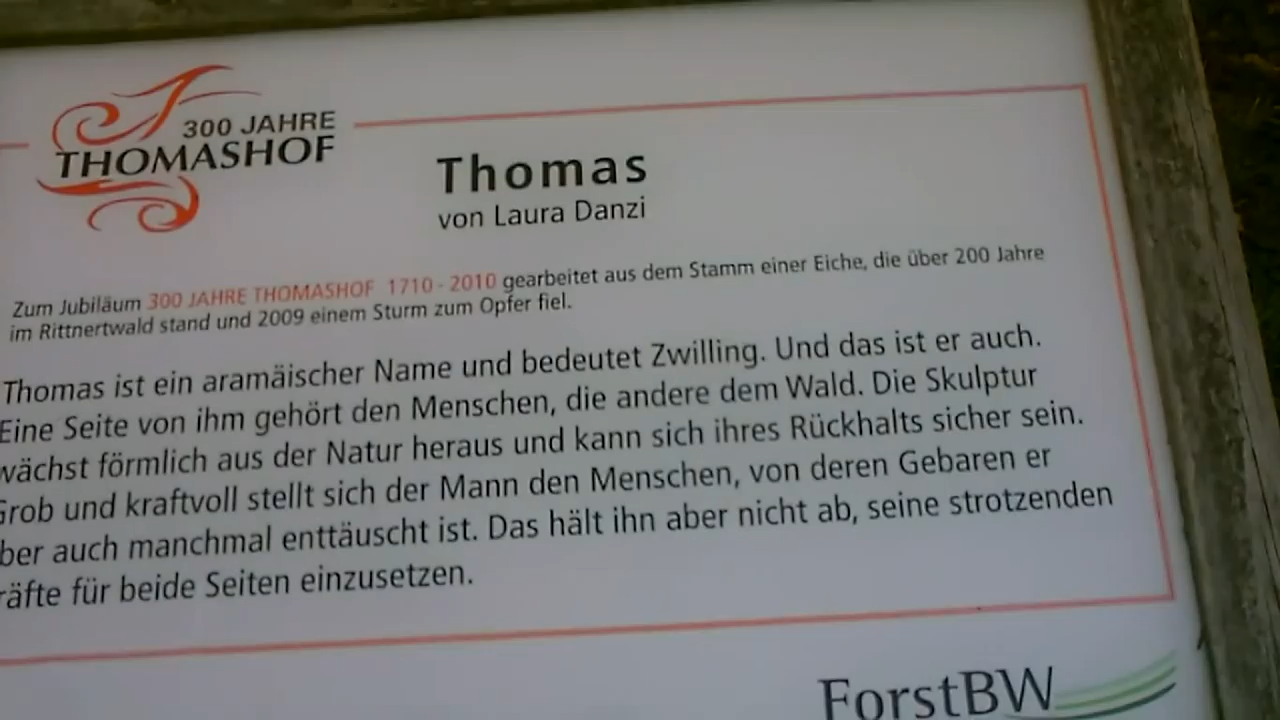 300 JAHRE
THOMASHOF
Thomas
von Laura Danzi
Zum Jubiläum 300 JAHRE THOMASHOF 1710 - 2010 gearbeitet aus dem Stamm einer Eiche, die über 200 Jahre
im Rittnertwald stand und 2009 einem Sturm zum Opfer fiel.
Thomas ist ein aramäischer Name und bedeutet Zwilling. Und das ist er auch.
Eine Seite von ihm gehört den Menschen, die andere dem Wald. Die Skulptur
wächst förmlich aus der Natur heraus und kann sich ihres Rückhalts sicher sein.
Grob und kraftvoll stellt sich der Mann den Menschen, von deren Gebaren er
ber auch manchmal enttäuscht ist. Das hält ihn aber nicht ab, seine strotzenden
räfte für beide Seiten einzusetzen.
ForstBW